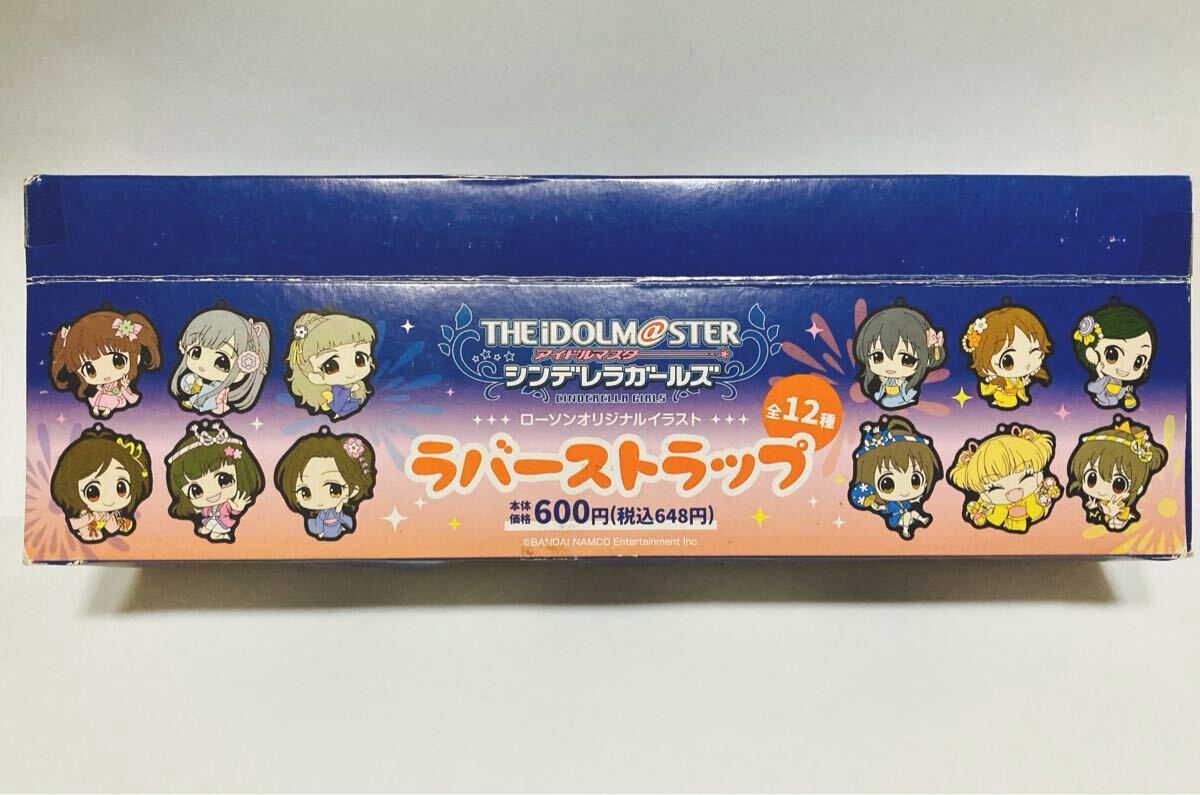 THE iDOLM@STER
アイドルマスター
シンデレラガールズ
CINDERELLA GIRLS
ローソンオリジナルイラスト
全12種
ラバーストラップ
本体価格600円(税込648円)
©BANDAI NAMCO Entertainment Inc.